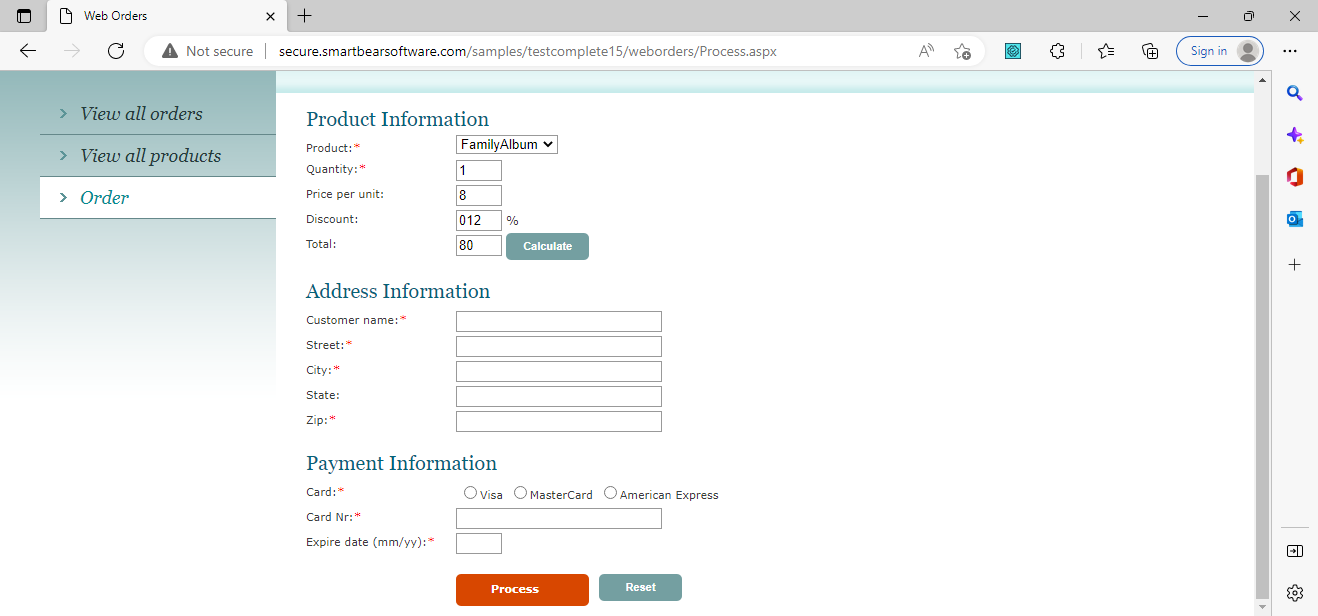 Web Orders
Not secure secure.smartbearsoftware.com/samples/testcomplete15/weborders/Process.aspx Sign in
View all orders
View all products
Order
Product Information
Product:* FamilyAlbum
Quantity:* 1
Price per unit: 8
Discount: 012 %
Total: 80 Calculate
Address Information
Customer name:*
Street:*
City:*
State:
Zip:*
Payment Information
Card:* Visa MasterCard American Express
Card Nr:*
Expire date (mm/yy):*
Process Reset